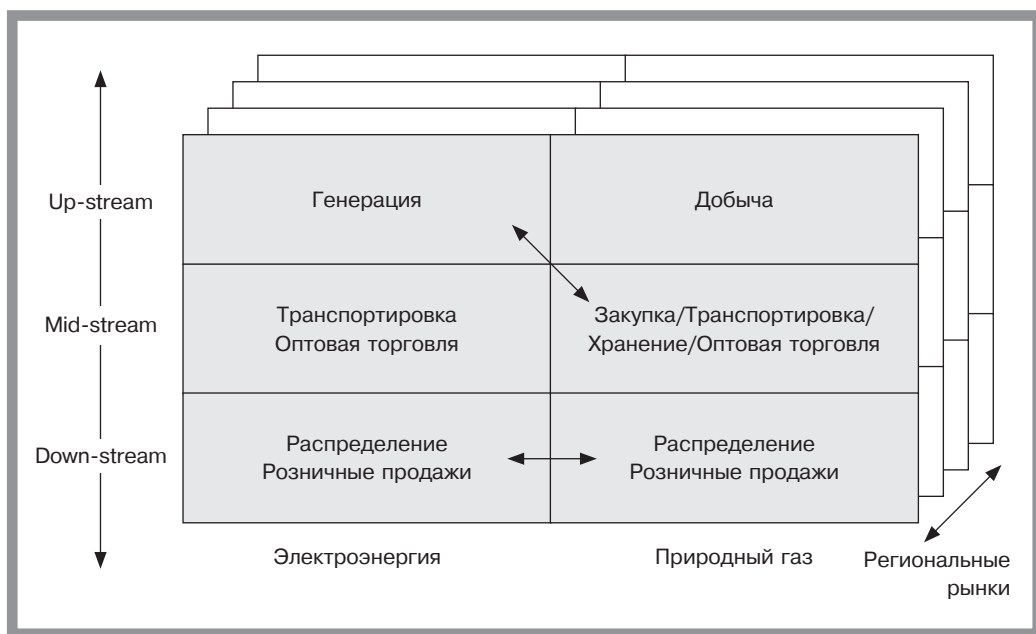 Up-stream
Генерация
Добыча
Mid-stream
Транспортировка
Оптовая торговля
Закупка/Транспортировка/
Хранение/Оптовая торговля
Down-stream
Распределение
Розничные продажи
Распределение
Розничные продажи
Электроэнергия
Природный газ
Региональные
рынки